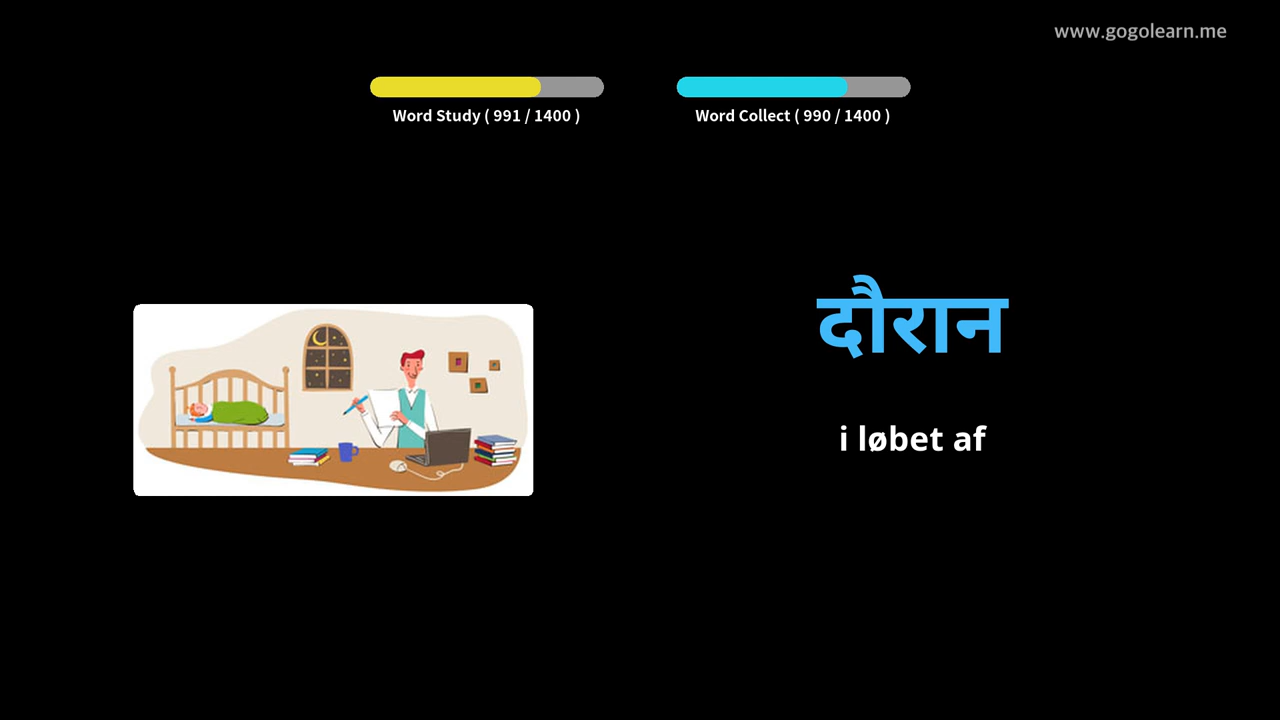 www.gogolearn.me
Word Study ( 991 / 1400 )
Word Collect ( 990 / 1400 )
दौरान
i løbet af